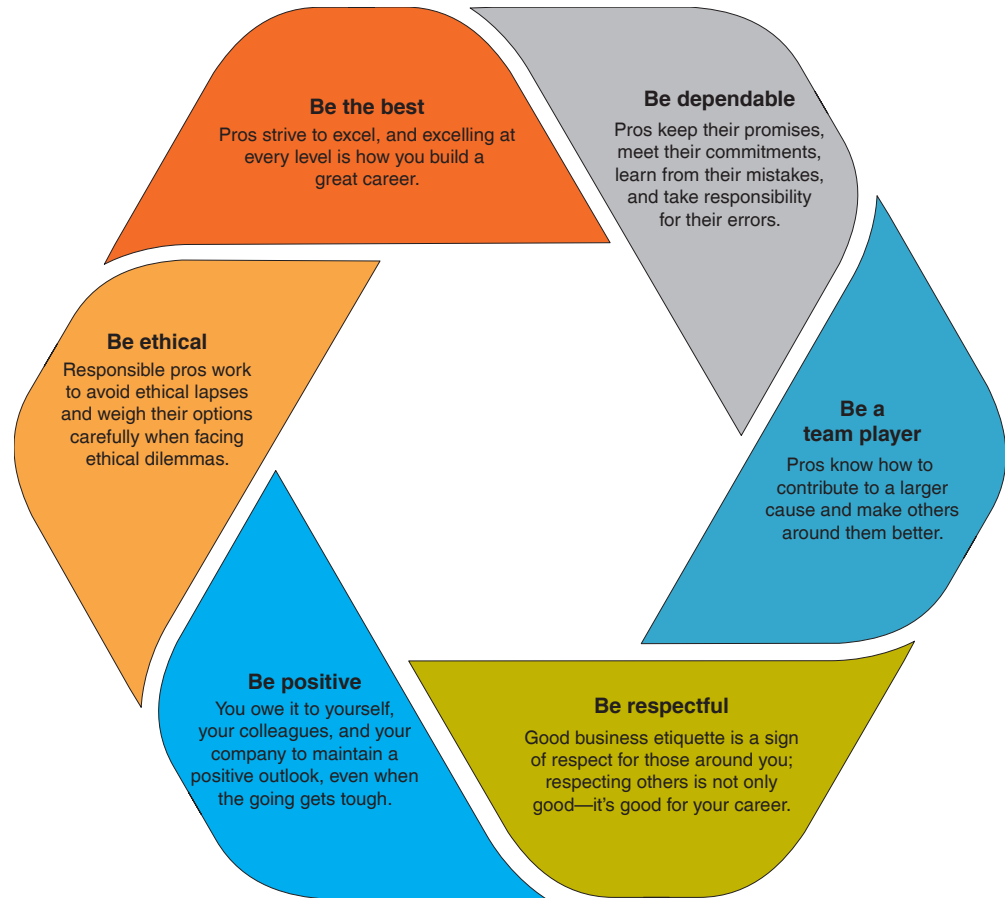 Be the best
Pros strive to excel, and excelling at
every level is how you build a
great career.
Be dependable
Pros keep their promises,
meet their commitments,
learn from their mistakes,
and take responsibility
for their errors.
Be a
team player
Pros know how to
contribute to a larger
cause and make others
around them better.
Be respectful
Good business etiquette is a sign
of respect for those around you;
respecting others is not only
good—it’s good for your career.
Be positive
You owe it to yourself,
your colleagues, and your
company to maintain a
positive outlook, even when
the going gets tough.
Be ethical
Responsible pros work
to avoid ethical lapses
and weigh their options
carefully when facing
ethical dilemmas.